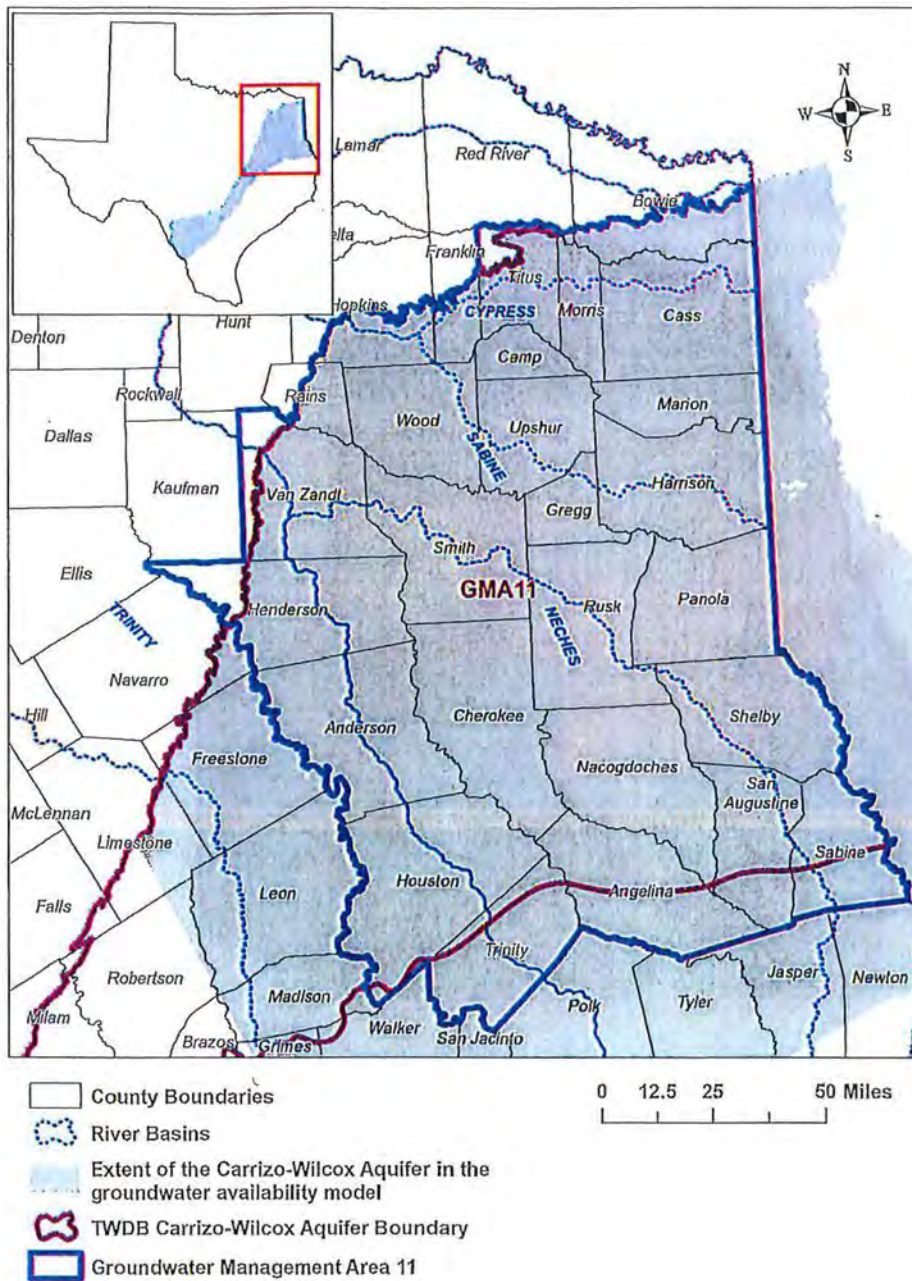 N
W E
S
Lamar
Red River
Bowie
elta
Franklin
Titus
Hopkins
CYPRESS
Morris
Cass
Hunt
Denton
Camp
Rains
Rockwall
Marion
Wood
Upshur
Dallas
SABINE
Harrison
Kaufman
Van Zandl
Gregg
Smilh
Ellis
GMA11
Panola
Rusk
Henderson
NECHES
TRINITY
Navarro
Hill
Anderson
Cherokee
Shelby
Freestone
Nacogdoches
San
Augustine
McLennan
Limestone
Sabine
Houston
Angelina
Leon
Falls
Trinity
Robertson
Jasper
Newton
Madison
Polk
Tyler
Milam
Walker
San Jacinto
Brazos
Grimes
County Boundaries
0 12.5 25 50 Miles
River Basins
Extent of the Carrizo-Wilcox Aquifer in the
groundwater availability model
TWDB Carrizo-Wilcox Aquifer Boundary
Groundwater Management Area 11